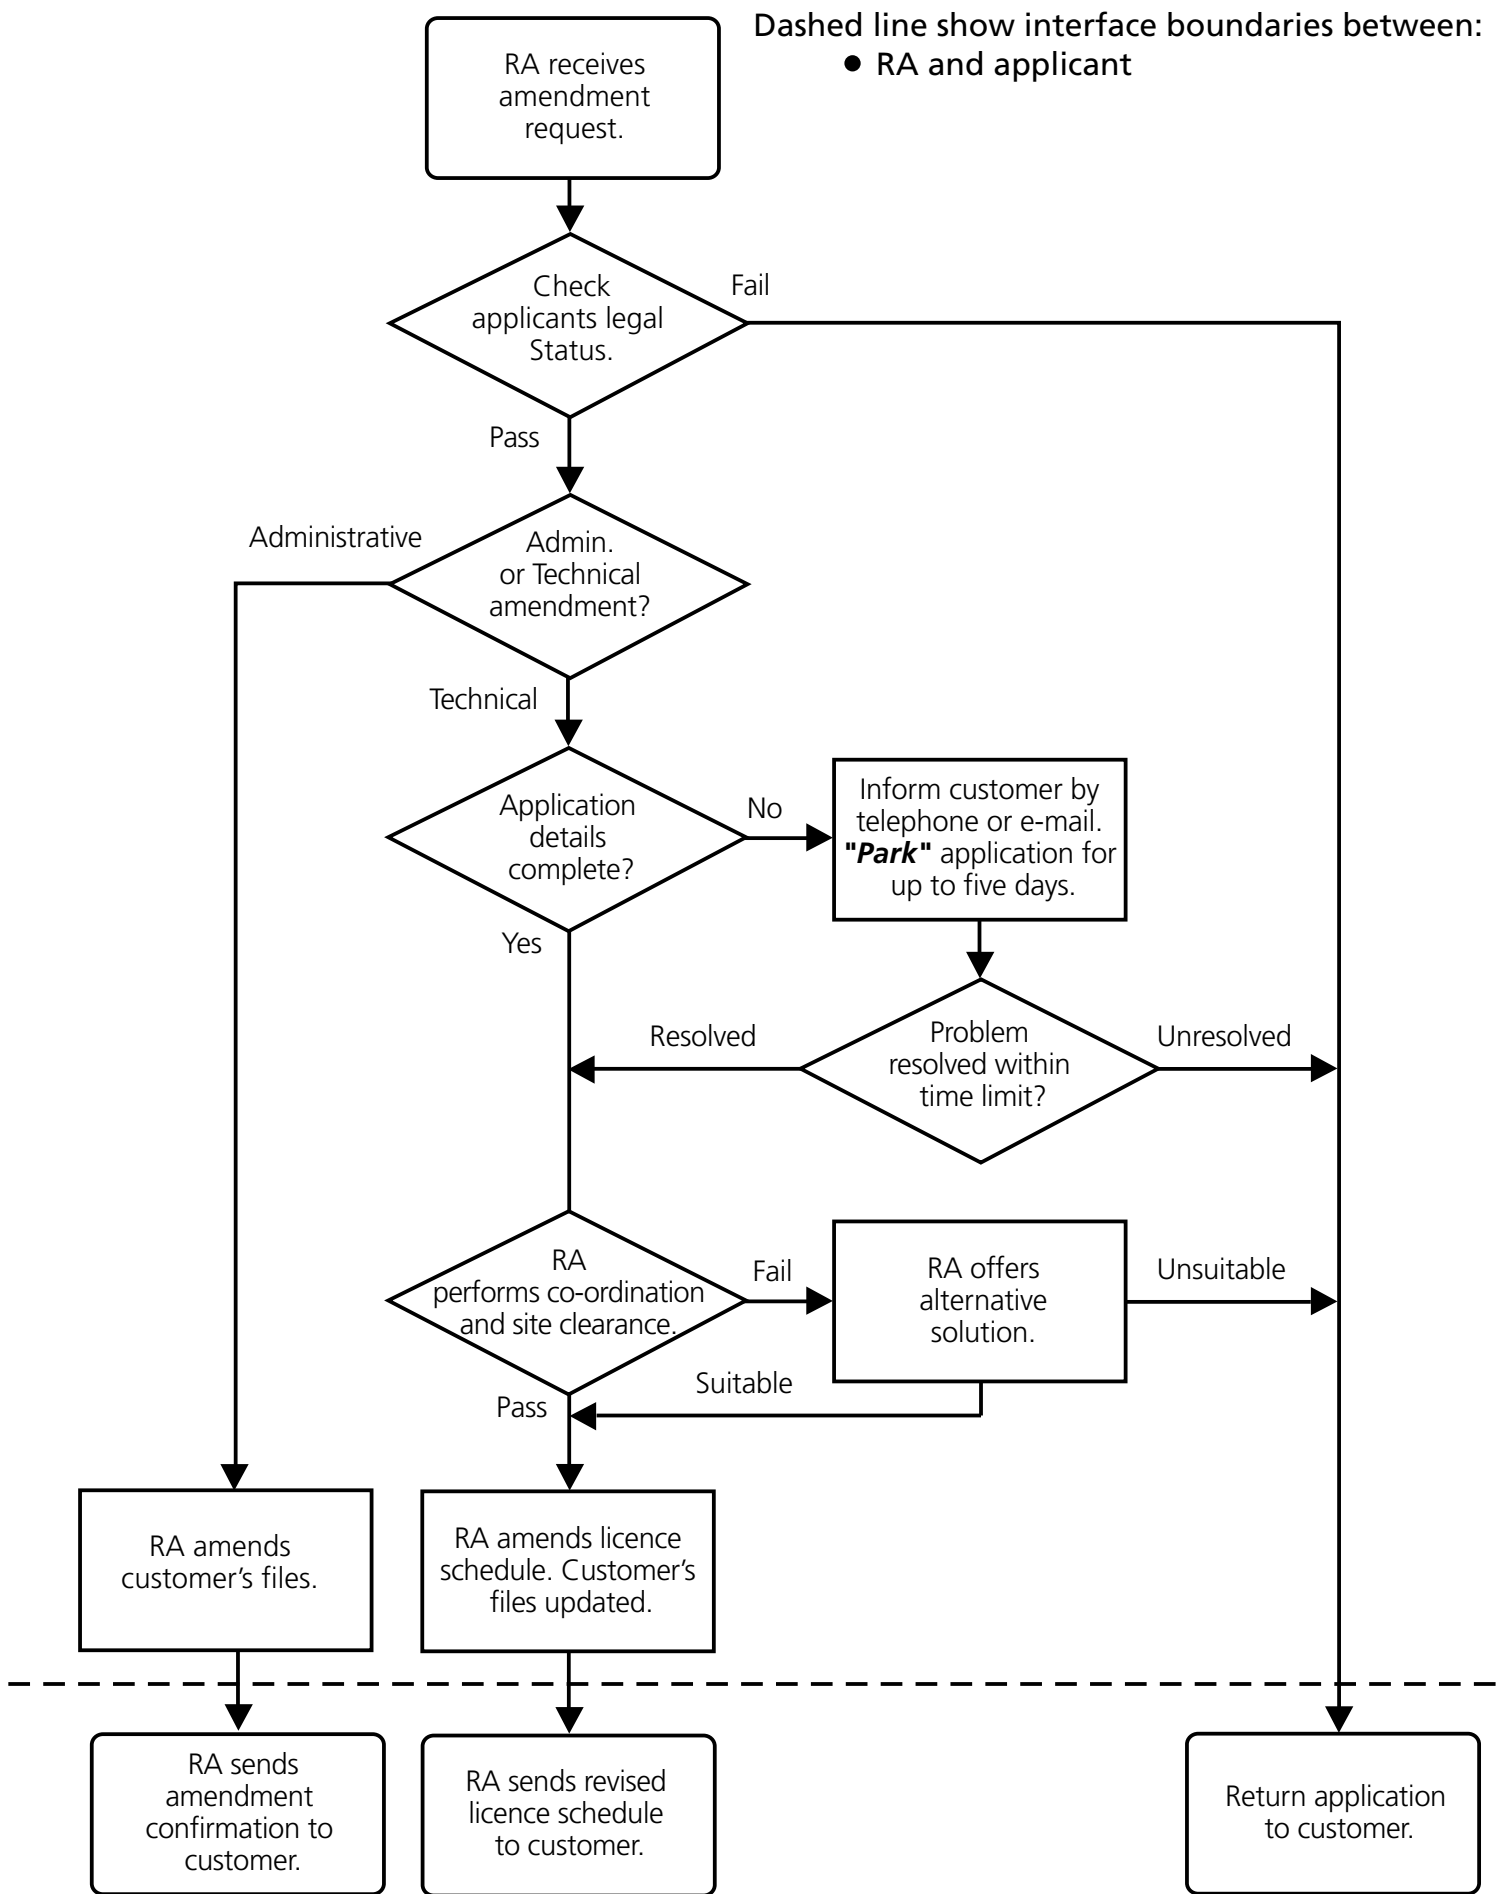 Dashed line show interface boundaries between:
● RA and applicant
RA receives
amendment
request.
Check
applicants legal
Status.
Fail
Pass
Administrative
Admin.
or Technical
amendment?
Technical
Application
details
complete?
No
Inform customer by
telephone or e-mail.
"Park" application for
up to five days.
Yes
Resolved
Problem
resolved within
time limit?
Unresolved
RA
performs co-ordination
and site clearance.
Fail
RA offers
alternative
solution.
Unsuitable
Suitable
Pass
RA amends
customer's files.
RA amends licence
schedule. Customer's
files updated.
RA sends
amendment
confirmation to
customer.
RA sends revised
licence schedule
to customer.
Return application
to customer.